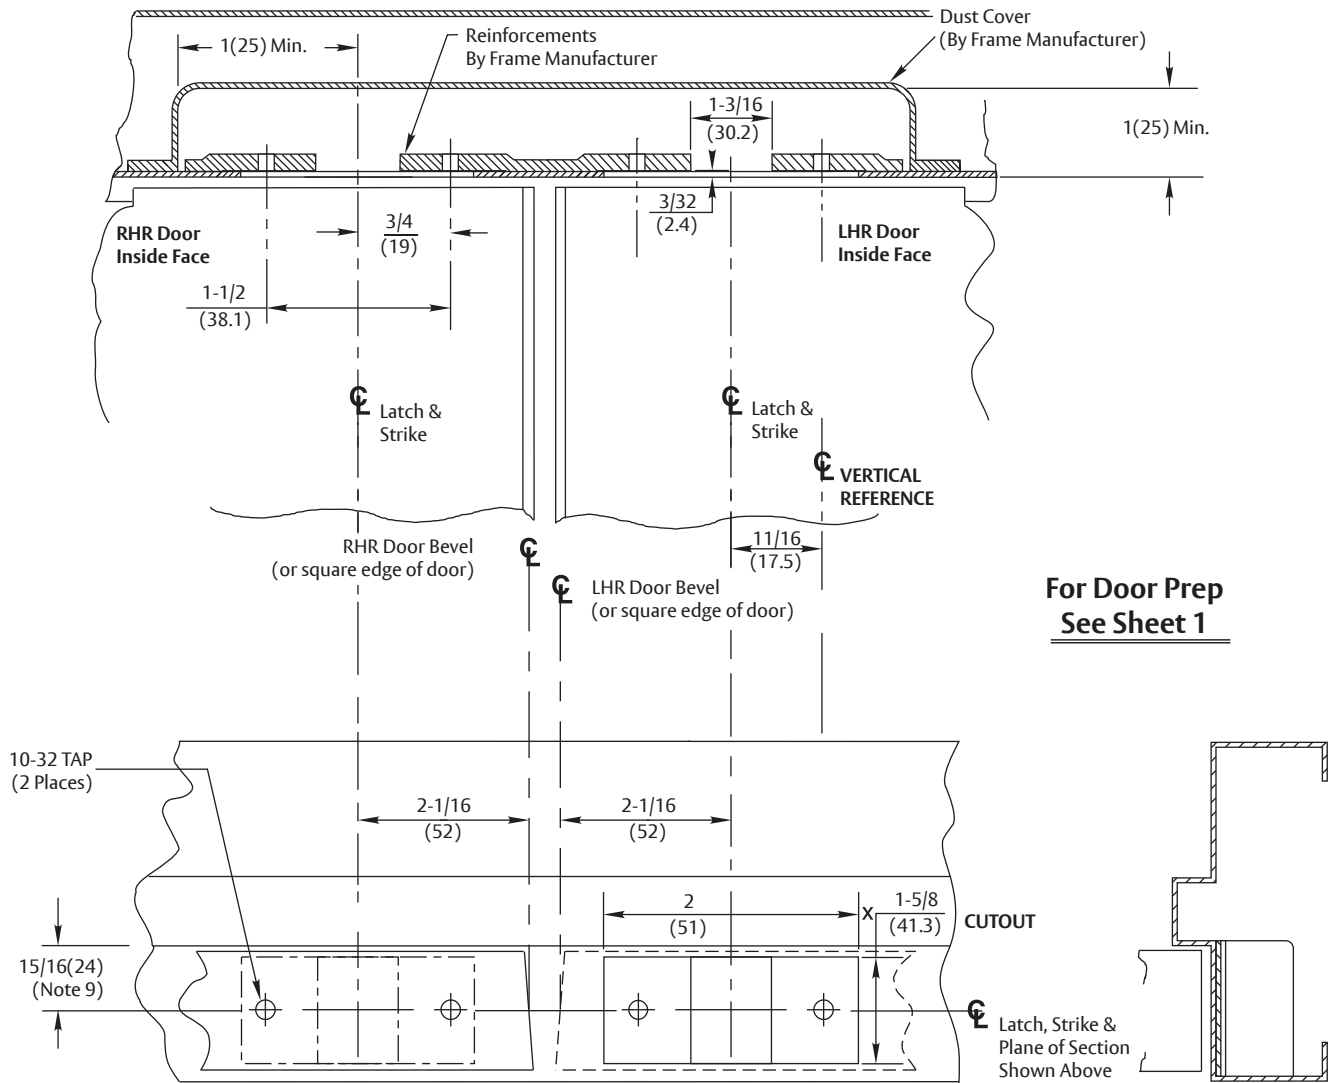 Dust Cover
(By Frame Manufacturer)
1(25) Min.
Reinforcements
By Frame Manufacturer
1-3/16
(30.2)
1(25) Min.
3/32
(2.4)
3/4
(19)
RHR Door
Inside Face
LHR Door
Inside Face
1-1/2
(38.1)
℄ Latch &
Strike
℄ Latch &
Strike
℄ VERTICAL
REFERENCE
11/16
(17.5)
RHR Door Bevel
(or square edge of door)
℄
℄ LHR Door Bevel
(or square edge of door)
For Door Prep
See Sheet 1
10-32 TAP
(2 Places)
2-1/16
(52)
2-1/16
(52)
2
(51)
x
1-5/8
(41.3)
CUTOUT
15/16(24)
(Note 9)
℄ Latch, Strike &
Plane of Section
Shown Above